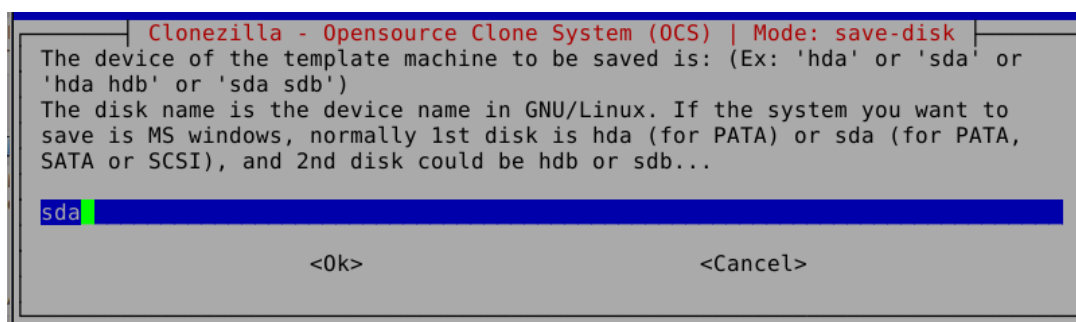 Clonezilla - Opensource Clone System (OCS) | Mode: save-disk
The device of the template machine to be saved is: (Ex: 'hda' or 'sda' or
'hda hdb' or 'sda sdb')
The disk name is the device name in GNU/Linux. If the system you want to
save is MS windows, normally 1st disk is hda (for PATA) or sda (for PATA,
SATA or SCSI), and 2nd disk could be hdb or sdb...
sda
<Ok> <Cancel>